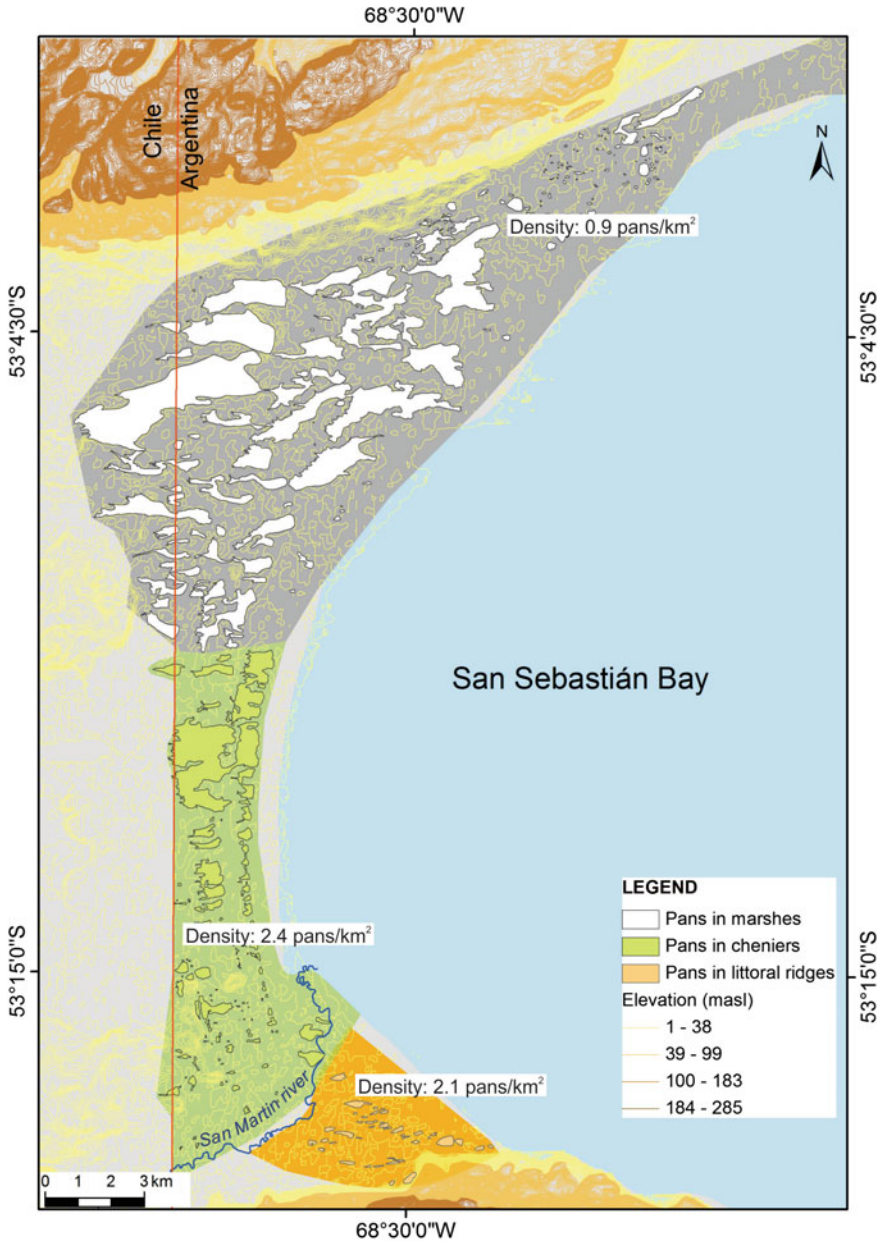 68°30'0"W
Chile
Argentina
N
Density: 0.9 pans/km²
53°4'30"S
53°4'30"S
San Sebastián Bay
Density: 2.4 pans/km²
53°15'0"S
53°15'0"S
San Martin river
Density: 2.1 pans/km²
LEGEND
Pans in marshes
Pans in cheniers
Pans in littoral ridges
Elevation (masl)
1 - 38
39 - 99
100 - 183
184 - 285
0 1 2 3 km
68°30'0"W